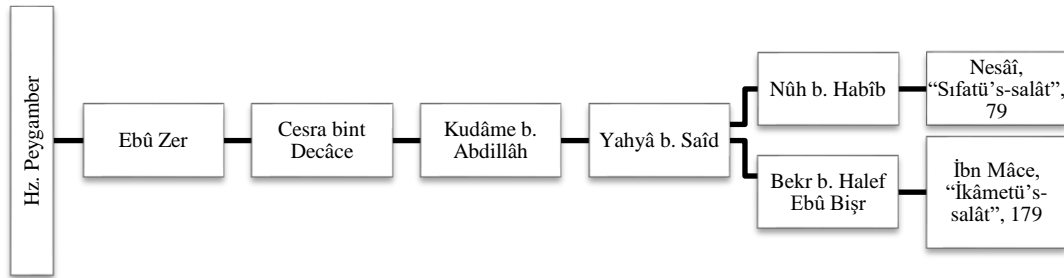 Hz. Peygamber
Ebû Zer
Cesra bint
Decâce
Kudâme b.
Abdillâh
Yahyâ b. Saîd
Nûh b. Habîb
Nesâî,
“Sıfatü’s-salât”,
79
Bekr b. Halef
Ebû Bişr
İbn Mâce,
“İkâmetü’s-
salât”, 179